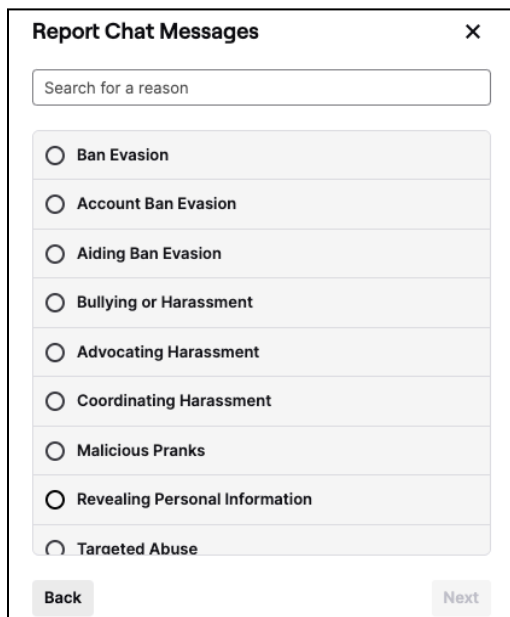 Report Chat Messages
Search for a reason
Ban Evasion
Account Ban Evasion
Aiding Ban Evasion
Bullying or Harassment
Advocating Harassment
Coordinating Harassment
Malicious Pranks
Revealing Personal Information
Targeted Abuse
Back
Next